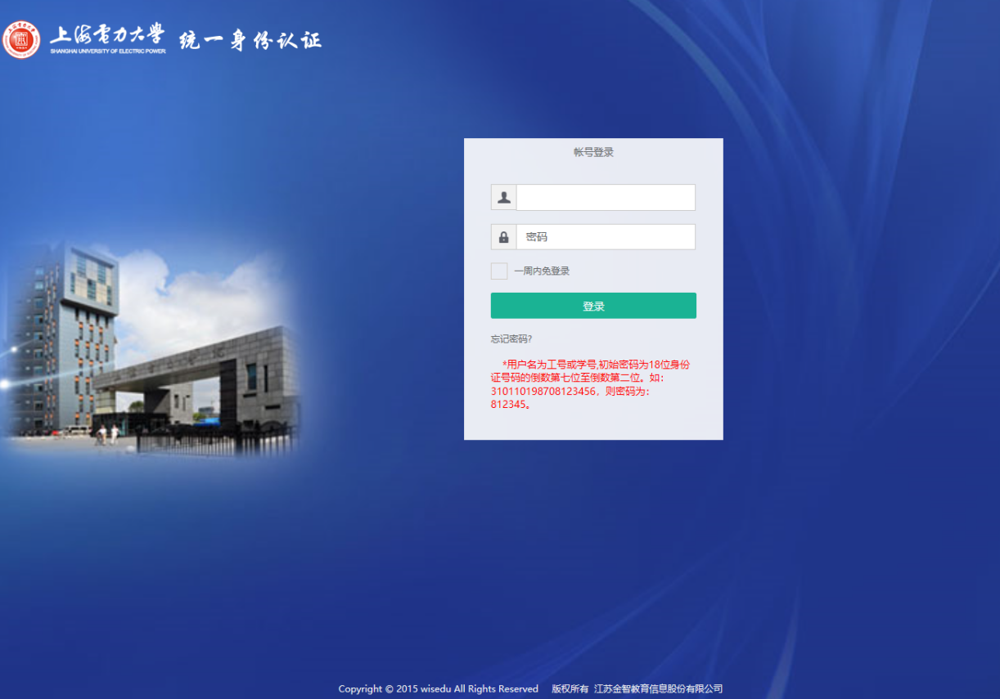 上海电力大学 统一身份认证
SHANGHAI UNIVERSITY OF ELECTRIC POWER
帐号登录
密码
一周内免登录
登录
忘记密码?
*用户名为工号或学号,初始密码为18位身份
证号码的倒数第七位至倒数第二位。如:
310110198708123456，则密码为:
812345。
Copyright © 2015 wisedu All Rights Reserved 版权所有 江苏金智教育信息股份有限公司